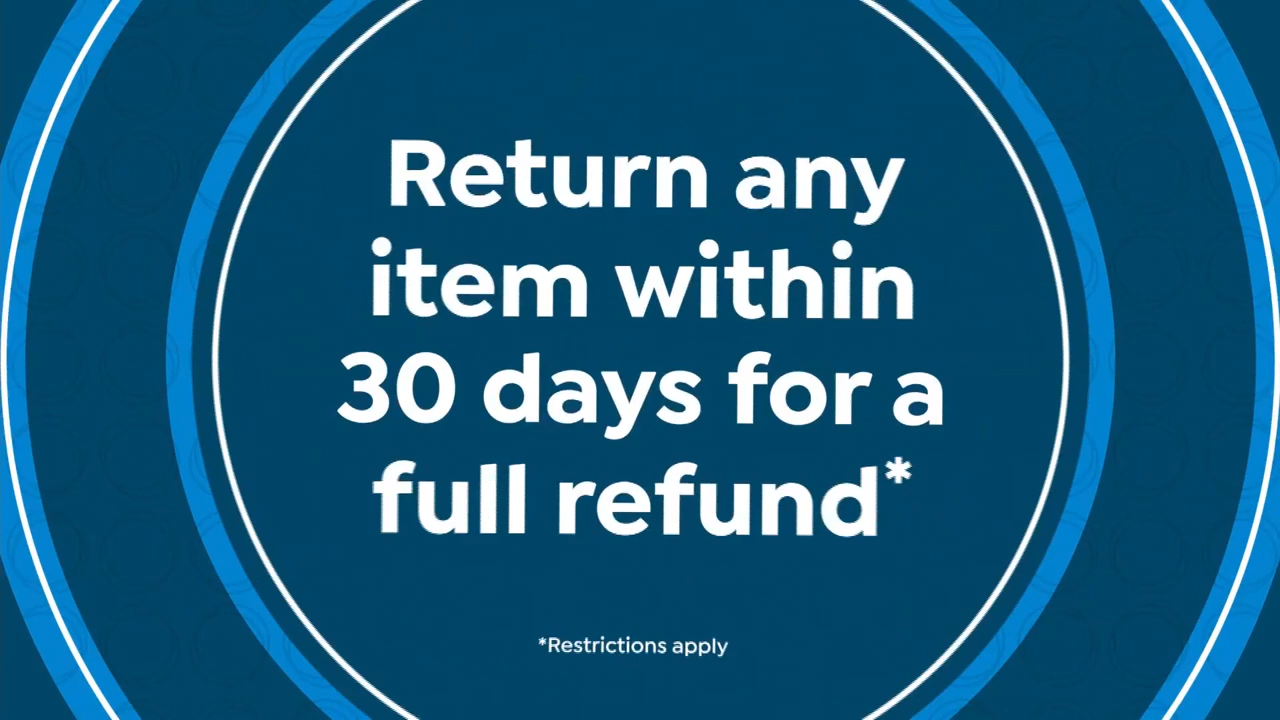 Return any
item within
30 days for a
full refund*
*Restrictions apply